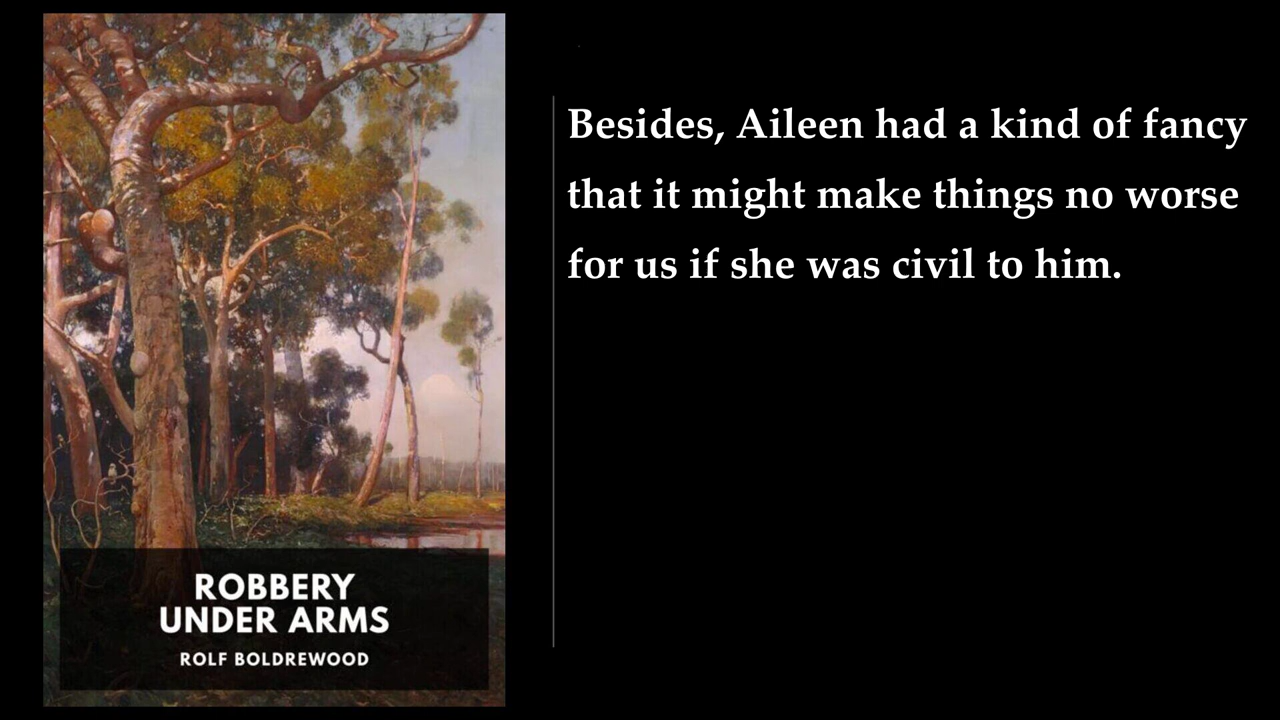 Besides, Aileen had a kind of fancy
that it might make things no worse
for us if she was civil to him.
ROBBERY
UNDER ARMS
ROLF BOLDREWOOD